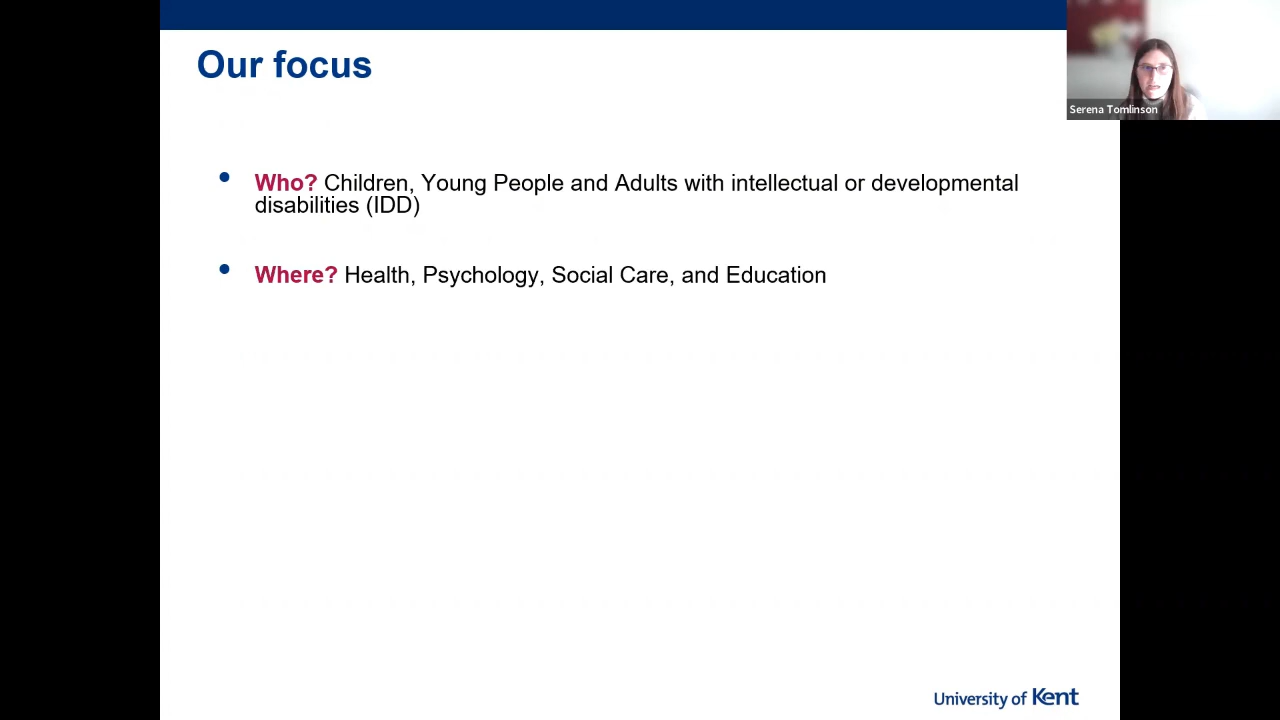 Our focus
Serena Tomlinson
Who? Children, Young People and Adults with intellectual or developmental
disabilities (IDD)
Where? Health, Psychology, Social Care, and Education
University of Kent